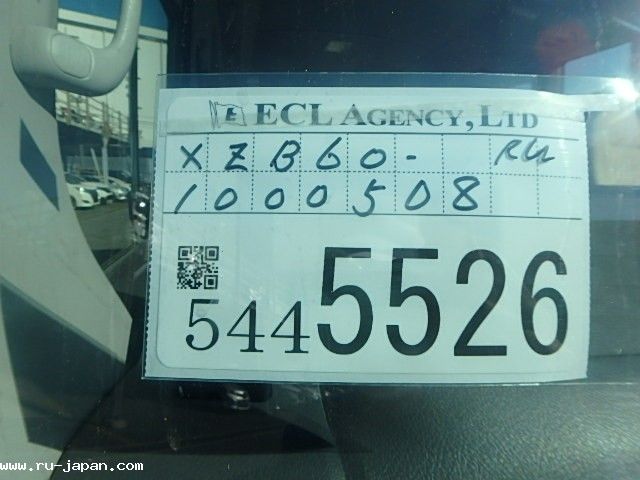 E ECL AGENCY, LTD
XZB60- RU
1000508
5445526
www.ru-japan.com